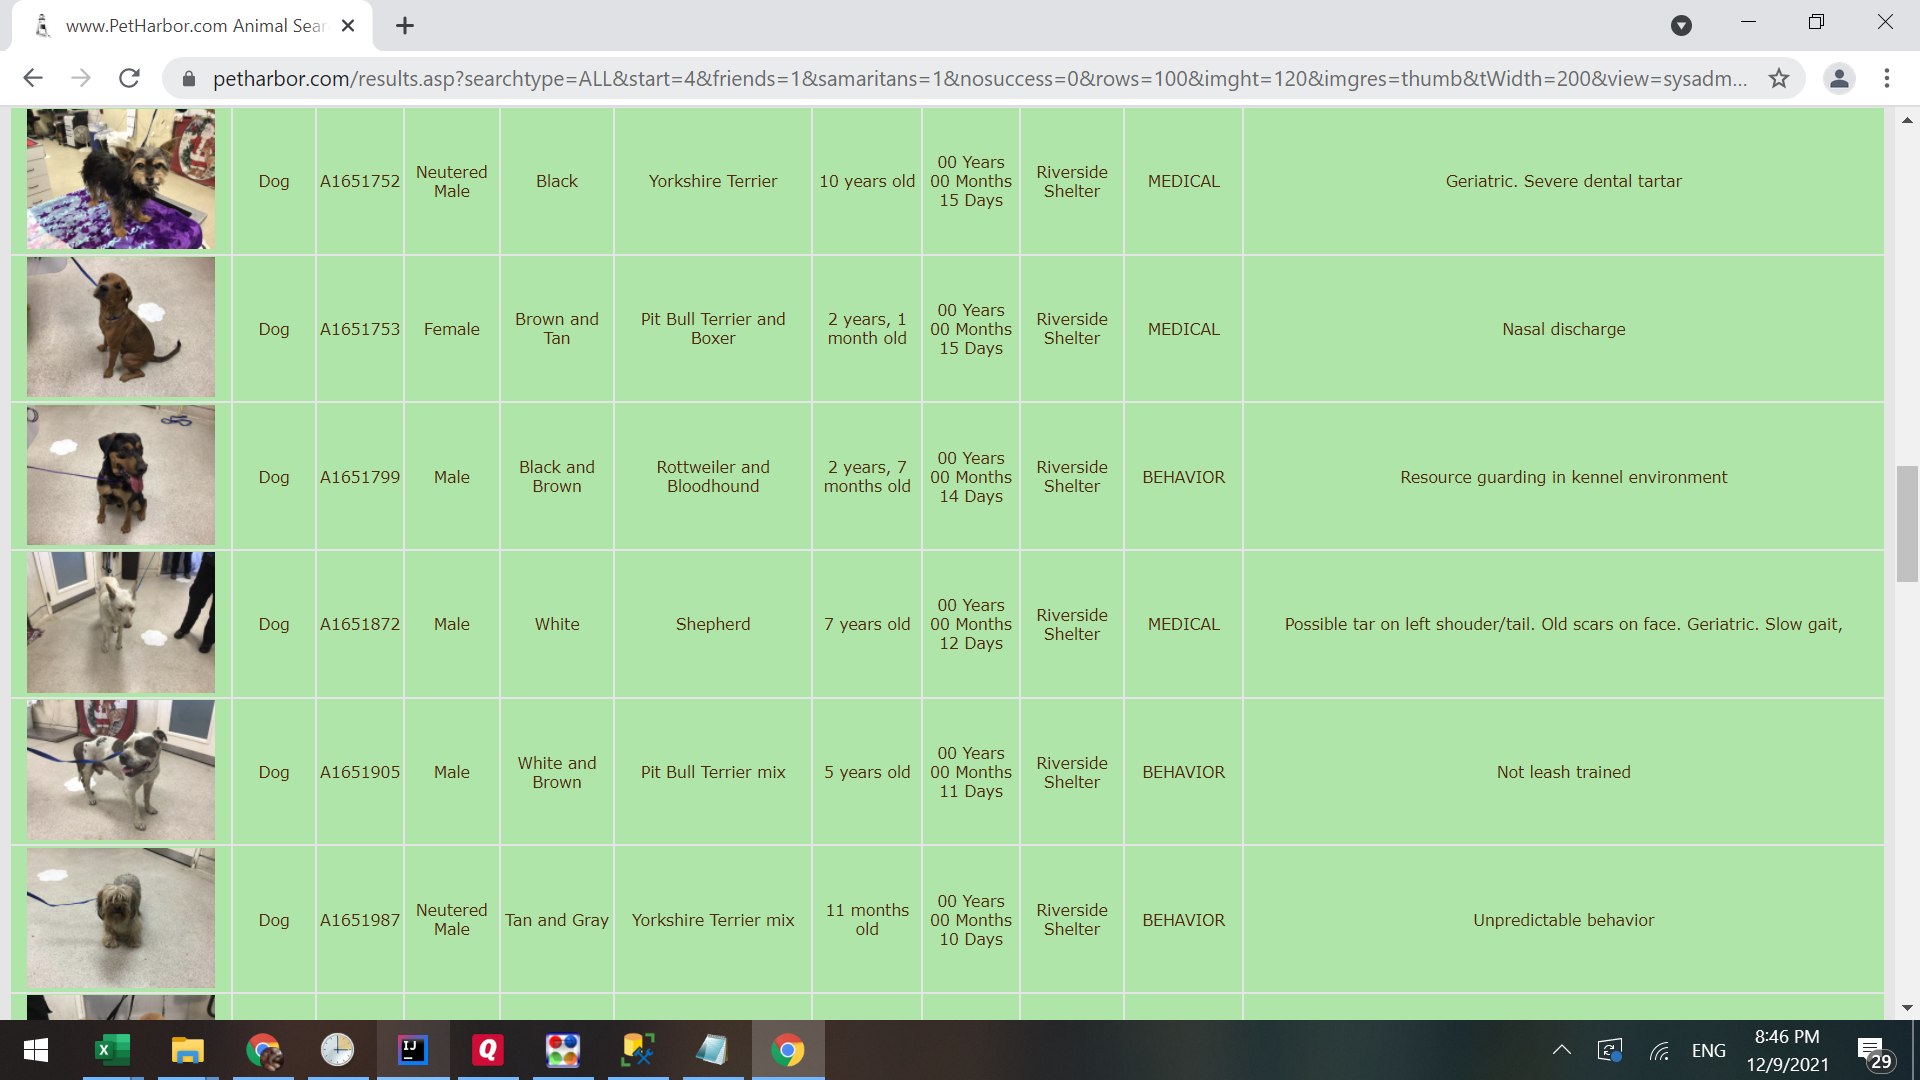 www.PetHarbor.com Animal Sear
petharbor.com/results.asp?searchtype=ALL&start=4&friends=1&samaritans=1&nosuccess=0&rows=100&imght=120&imgres=thumb&tWidth=200&view=sysadm...
Dog A1651752 Neutered Male Black Yorkshire Terrier 10 years old 00 Years 00 Months 15 Days Riverside Shelter MEDICAL Geriatric. Severe dental tartar
Dog A1651753 Female Brown and Tan Pit Bull Terrier and Boxer 2 years, 1 month old 00 Years 00 Months 15 Days Riverside Shelter MEDICAL Nasal discharge
Dog A1651799 Male Black and Brown Rottweiler and Bloodhound 2 years, 7 months old 00 Years 00 Months 14 Days Riverside Shelter BEHAVIOR Resource guarding in kennel environment
Dog A1651872 Male White Shepherd 7 years old 00 Years 00 Months 12 Days Riverside Shelter MEDICAL Possible tar on left shouder/tail. Old scars on face. Geriatric. Slow gait,
Dog A1651905 Male White and Brown Pit Bull Terrier mix 5 years old 00 Years 00 Months 11 Days Riverside Shelter BEHAVIOR Not leash trained
Dog A1651987 Neutered Male Tan and Gray Yorkshire Terrier mix 11 months old 00 Years 00 Months 10 Days Riverside Shelter BEHAVIOR Unpredictable behavior
X
IJ
Q
ENG
8:46 PM
12/9/2021
29